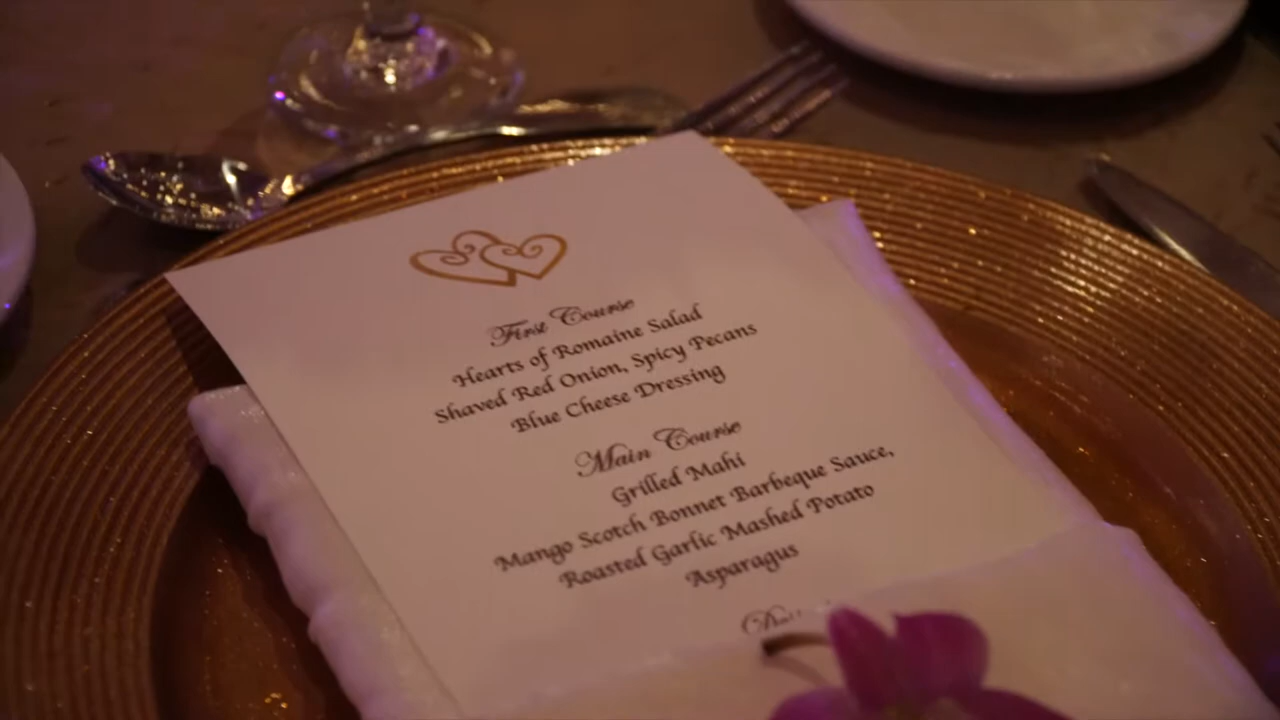 First Course
Hearts of Romaine Salad
Shaved Red Onion, Spicy Pecans
Blue Cheese Dressing
Main Course
Grilled Mahi
Mango Scotch Bonnet Barbeque Sauce,
Roasted Garlic Mashed Potato
Asparagus